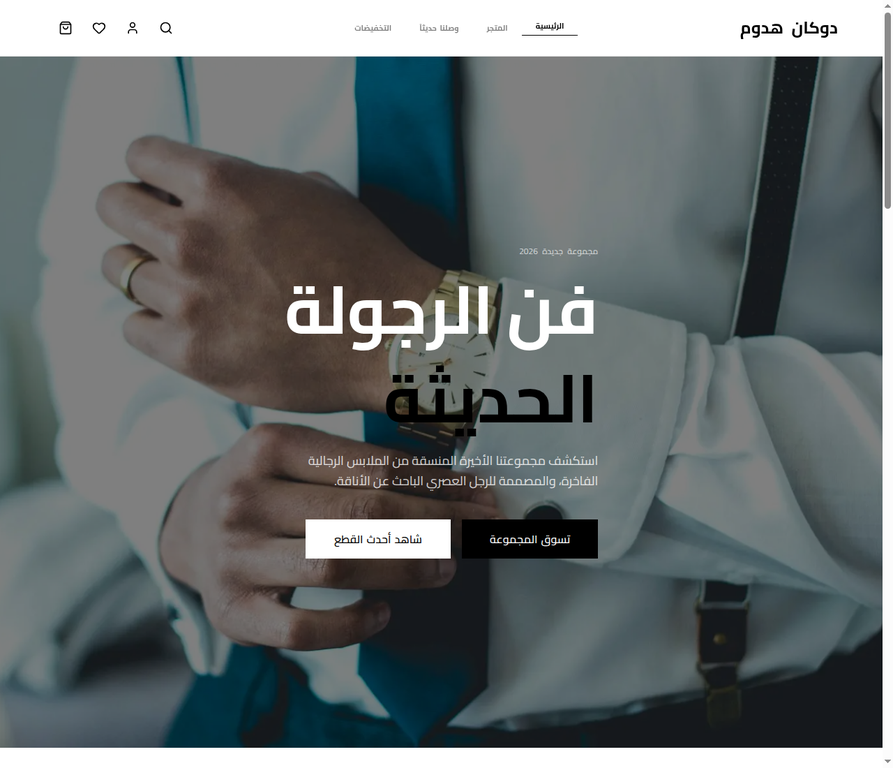 دوكان هدوم
الرئيسية
المتجر
وصلنا حديثاً
التخفيضات
مجموعة جديدة 2026
فن الرجولة
الحديثة
استكشف مجموعتنا الأخيرة المنسقة من الملابس الرجالية
الفاخرة، والمصممة للرجل العصري الباحث عن الأناقة.
تسوق المجموعة
شاهد أحدث القطع